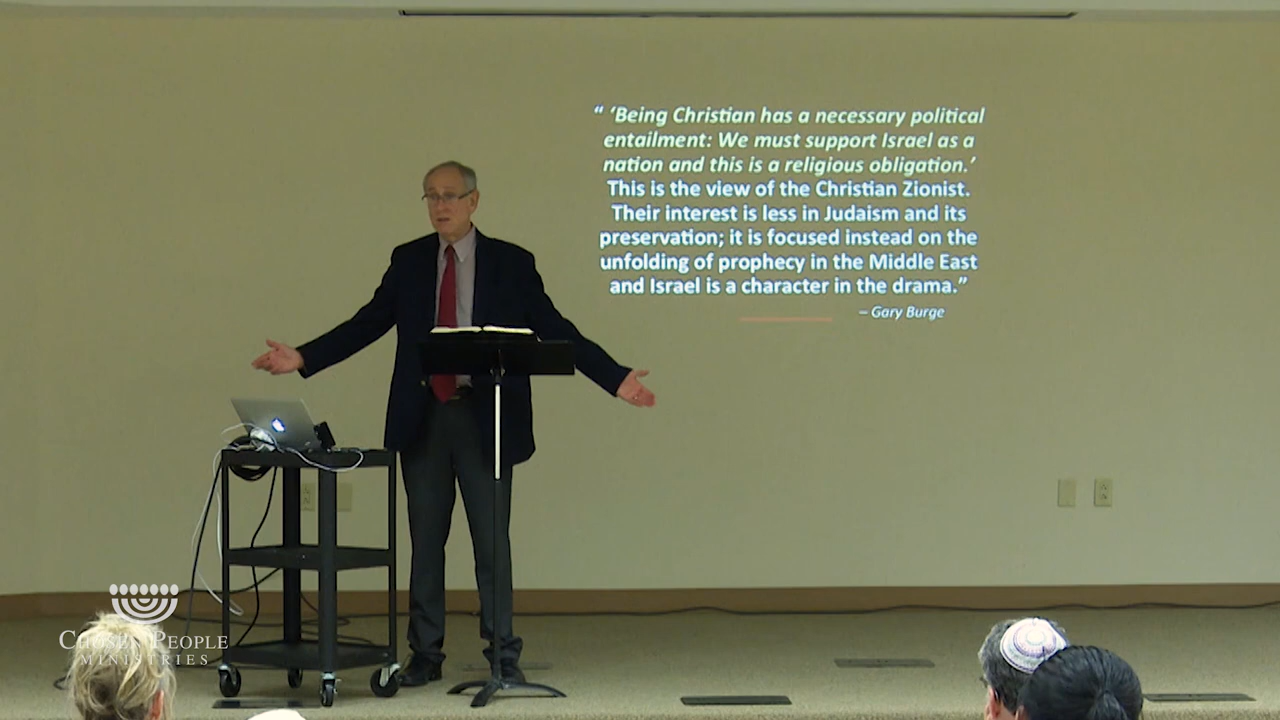 “ ‘Being Christian has a necessary political
entailment: We must support Israel as a
nation and this is a religious obligation.’
This is the view of the Christian Zionist.
Their interest is less in Judaism and its
preservation; it is focused instead on the
unfolding of prophecy in the Middle East
and Israel is a character in the drama.”
– Gary Burge
CHOSEN PEOPLE
MINISTRIES